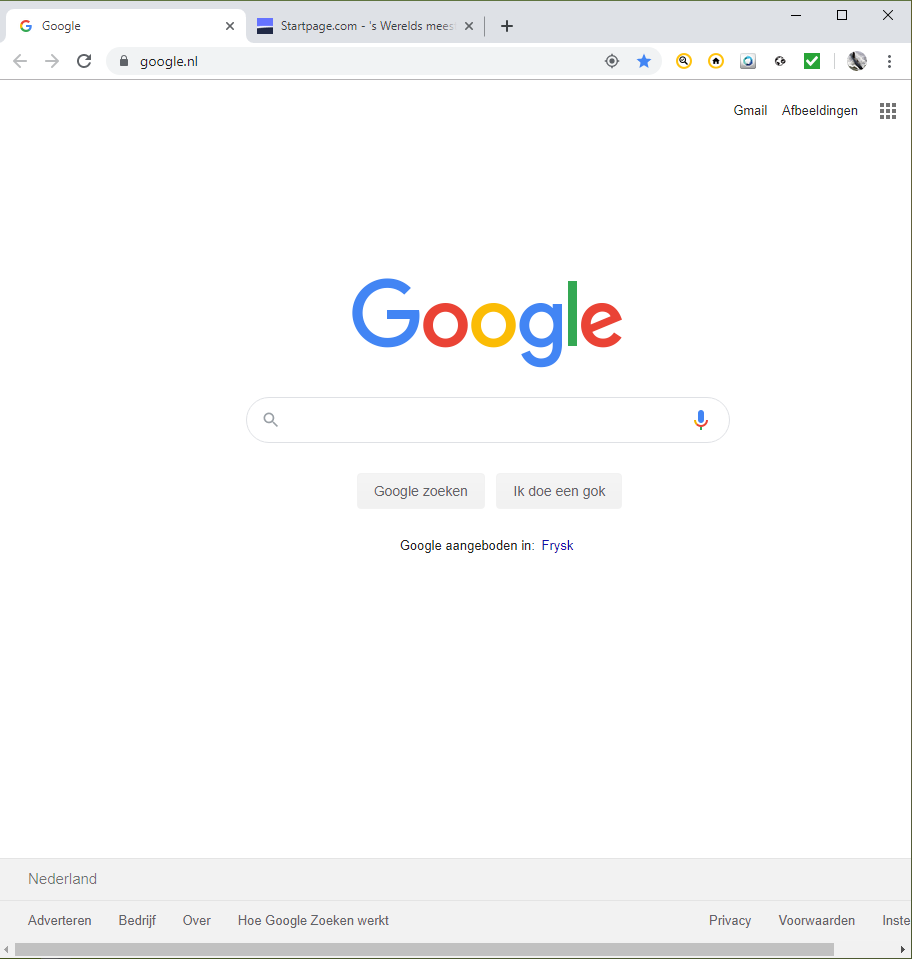 Google
Startpage.com - 's Werelds mees
google.nl
Gmail Afbeeldingen
Google
Google zoeken Ik doe een gok
Google aangeboden in: Frysk
Nederland
Adverteren Bedrijf Over Hoe Google Zoeken werkt Privacy Voorwaarden Inste